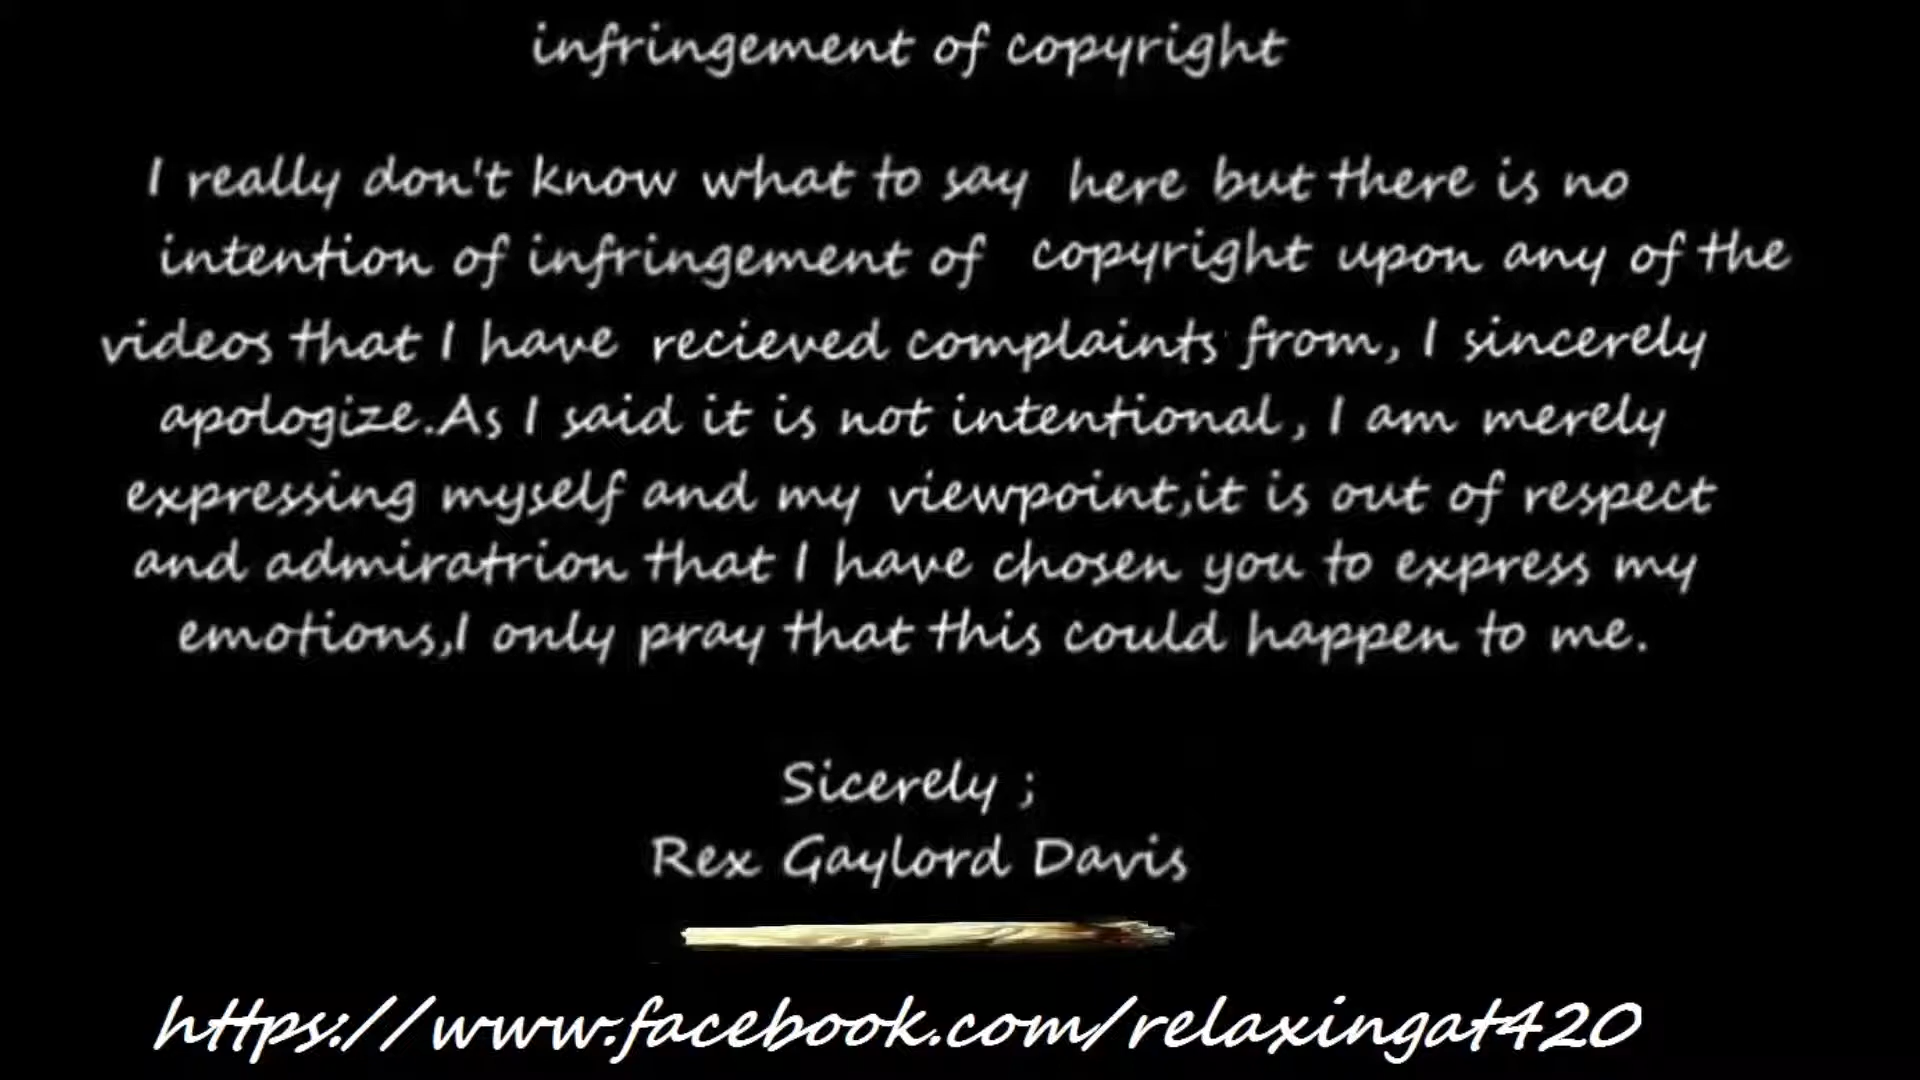 infringement of copyright
I really don't know what to say here but there is no
intention of infringement of copyright upon any of the
videos that I have recieved complaints from, I sincerely
apologize.As I said it is not intentional, I am merely
expressing myself and my viewpoint,it is out of respect
and admiratrion that I have chosen you to express my
emotions,I only pray that this could happen to me.
Sicerely ;
Rex Gaylord Davis
https://www.facebook.com/relaxingat420